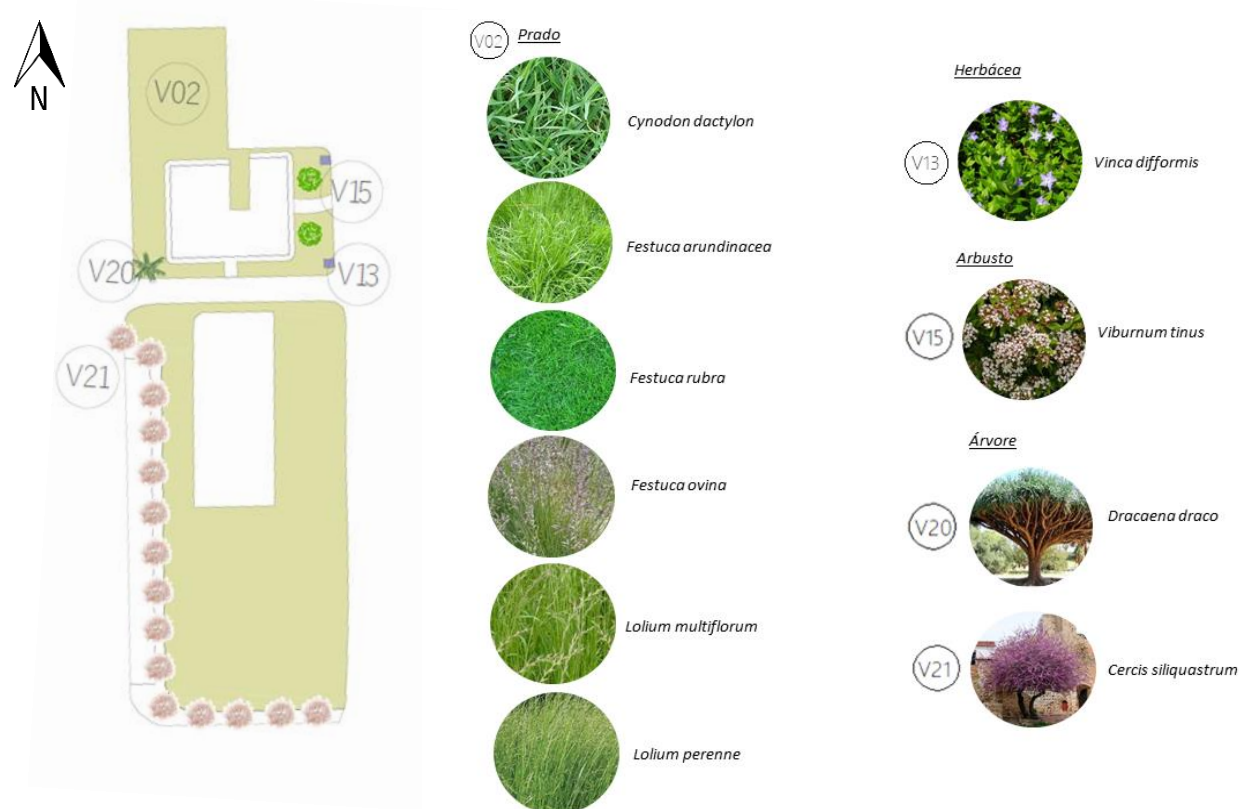 N
V02
V15
V20
V13
V21
V02 Prado
Cynodon dactylon
Festuca arundinacea
Festuca rubra
Festuca ovina
Lolium multiflorum
Lolium perenne
Herbácea
V13
Vinca difformis
Arbusto
V15
Viburnum tinus
Árvore
V20
Dracaena draco
V21
Cercis siliquastrum